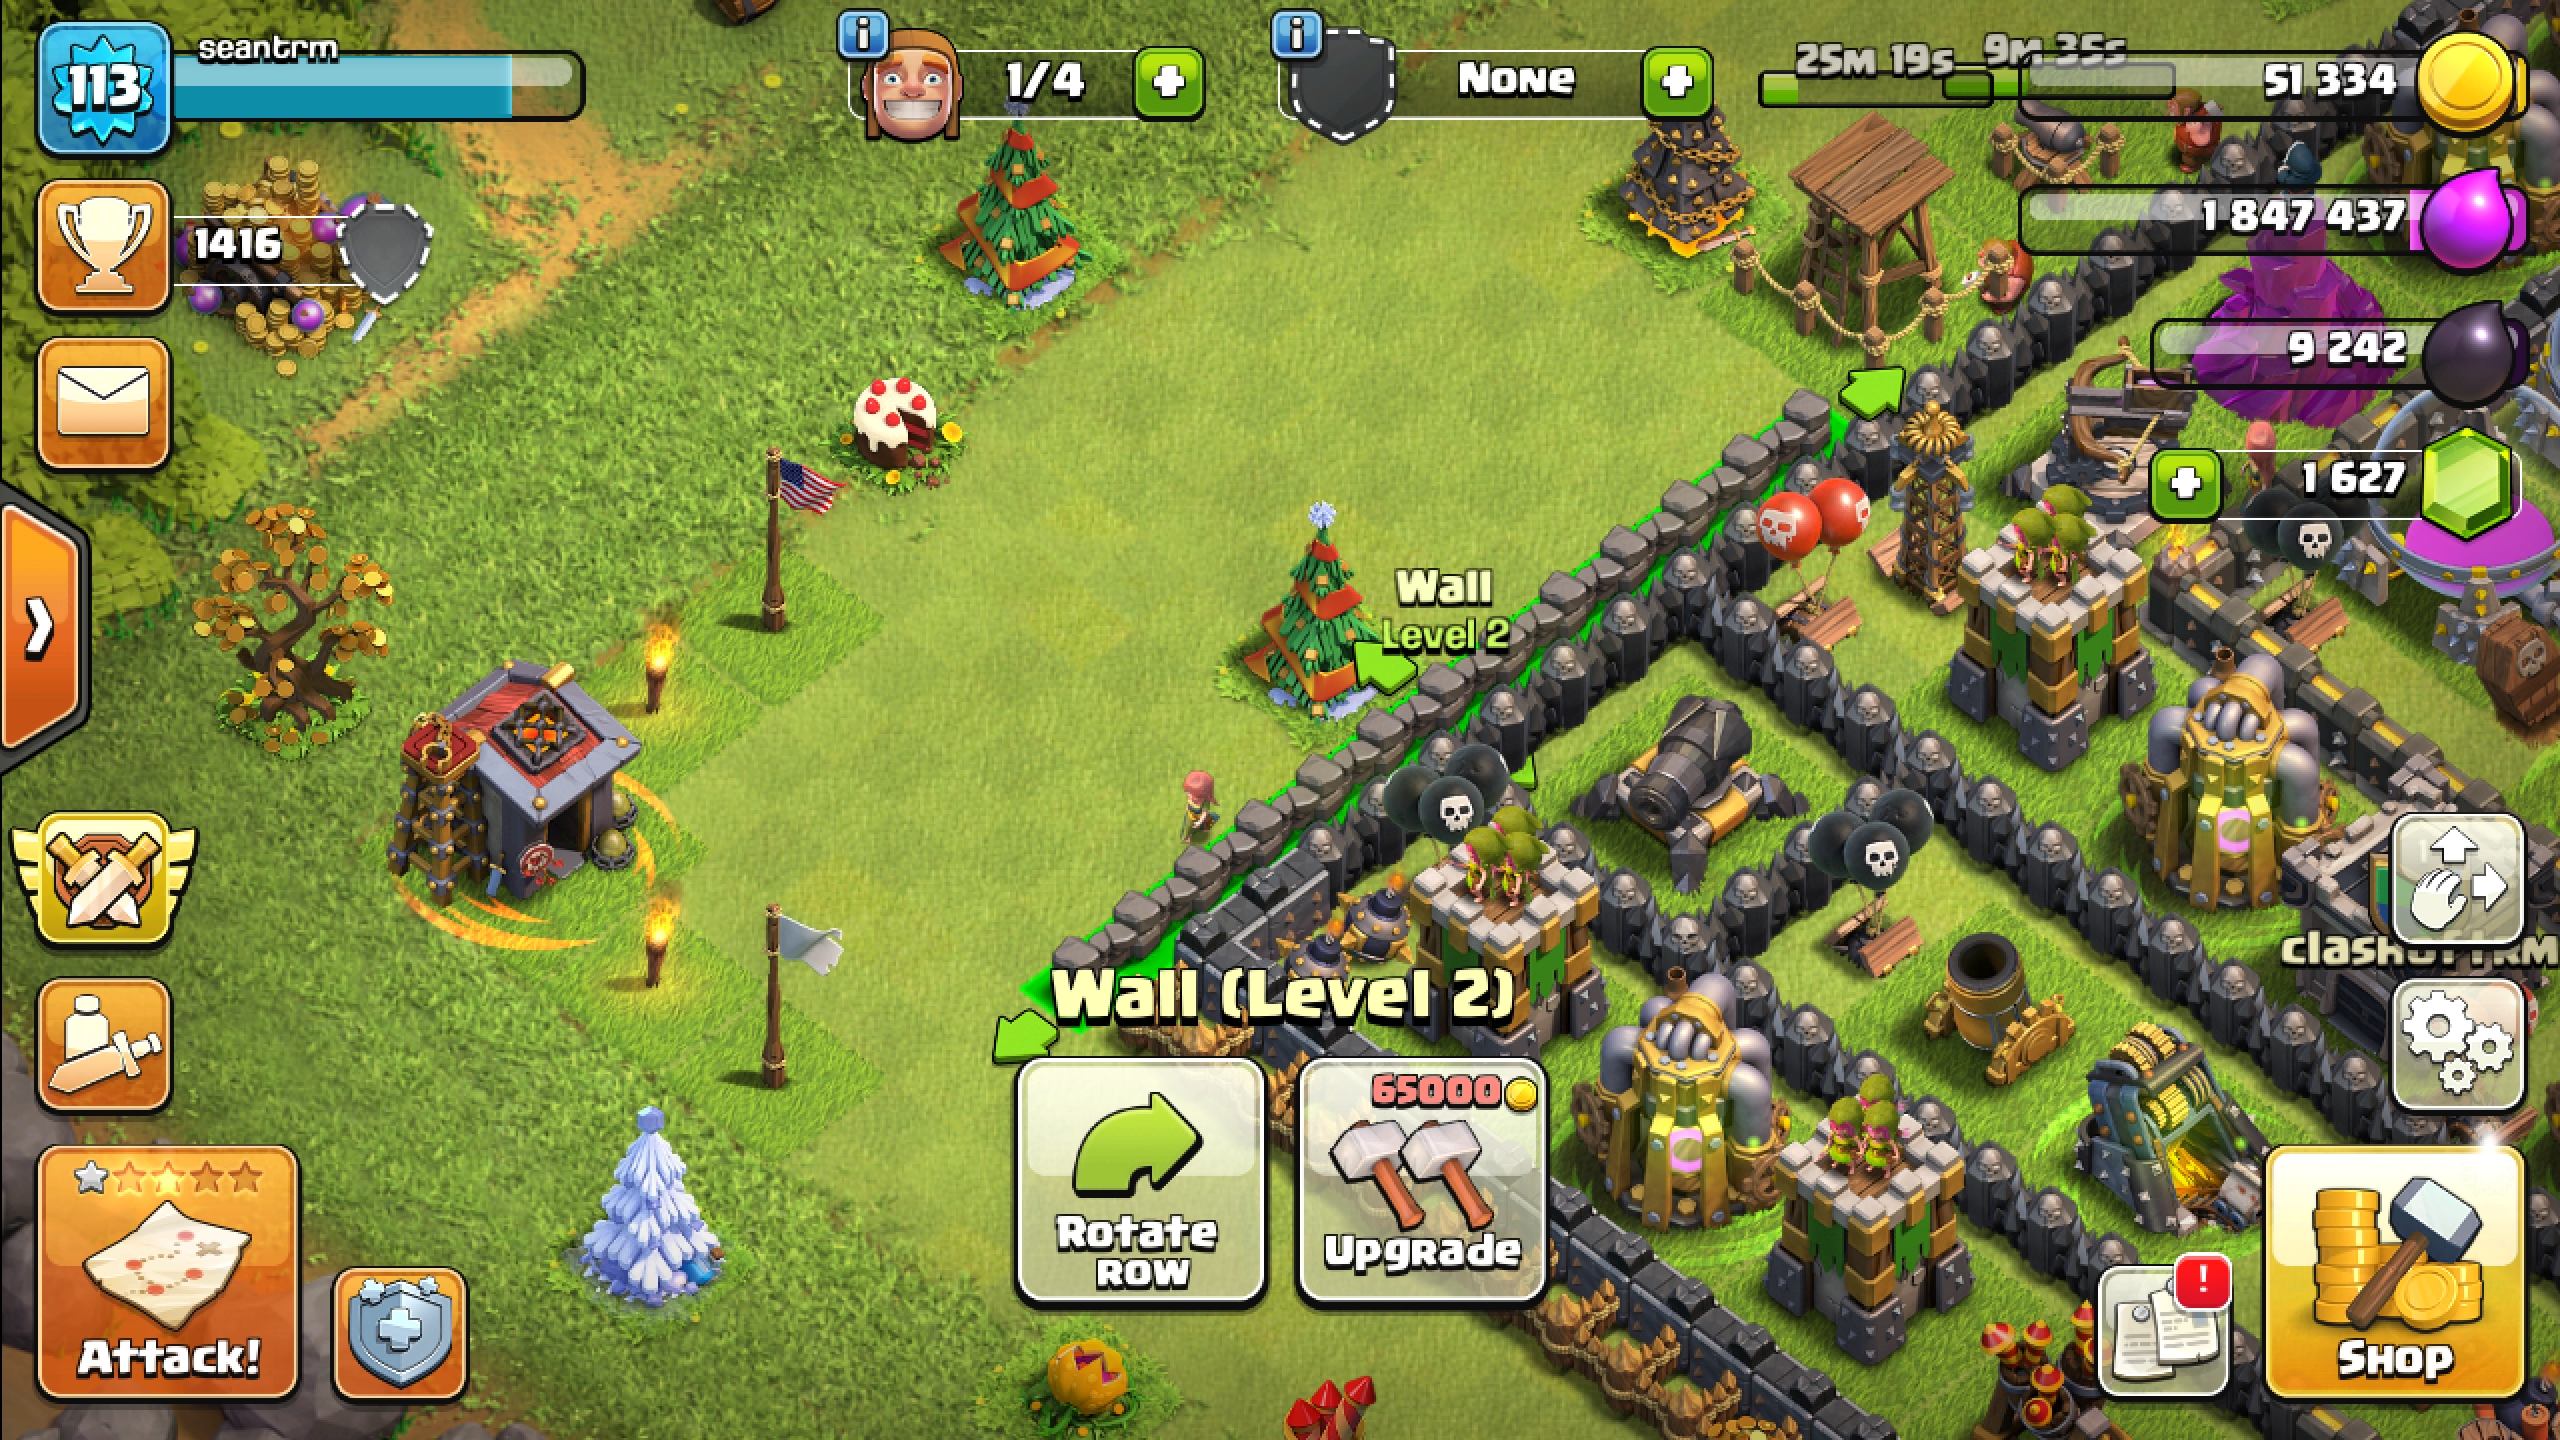 seantrm
113
1/4
None
25M 19s
9M 35s
51 334
1416
1 847 437
9 242
1 627
Wall
Level 2
Wall (Level 2)
65000
Rotate
row
Upgrade
Attack!
!
Shop